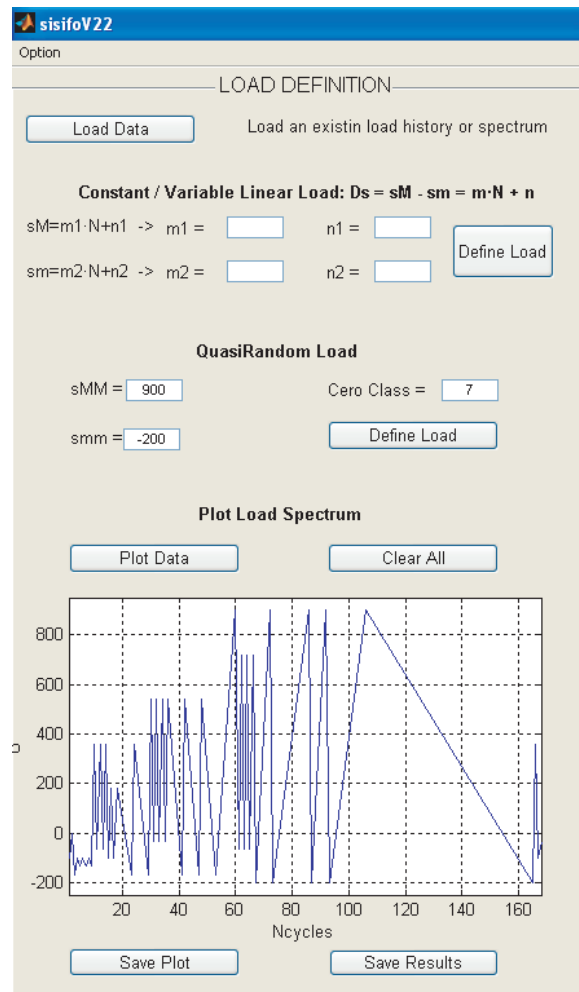 sisifoV22
Option
LOAD DEFINITION
Load Data Load an existin load history or spectrum
Constant / Variable Linear Load: Ds = sM - sm = m·N + n
sM=m1·N+n1 -> m1 = n1 =
Define Load
sm=m2·N+n2 -> m2 = n2 =
QuasiRandom Load
sMM = 900 Cero Class = 7
smm = -200 Define Load
Plot Load Spectrum
Plot Data Clear All
800
600
400
200
0
-200
20 40 60 80 100 120 140 160
Ncycles
Save Plot Save Results